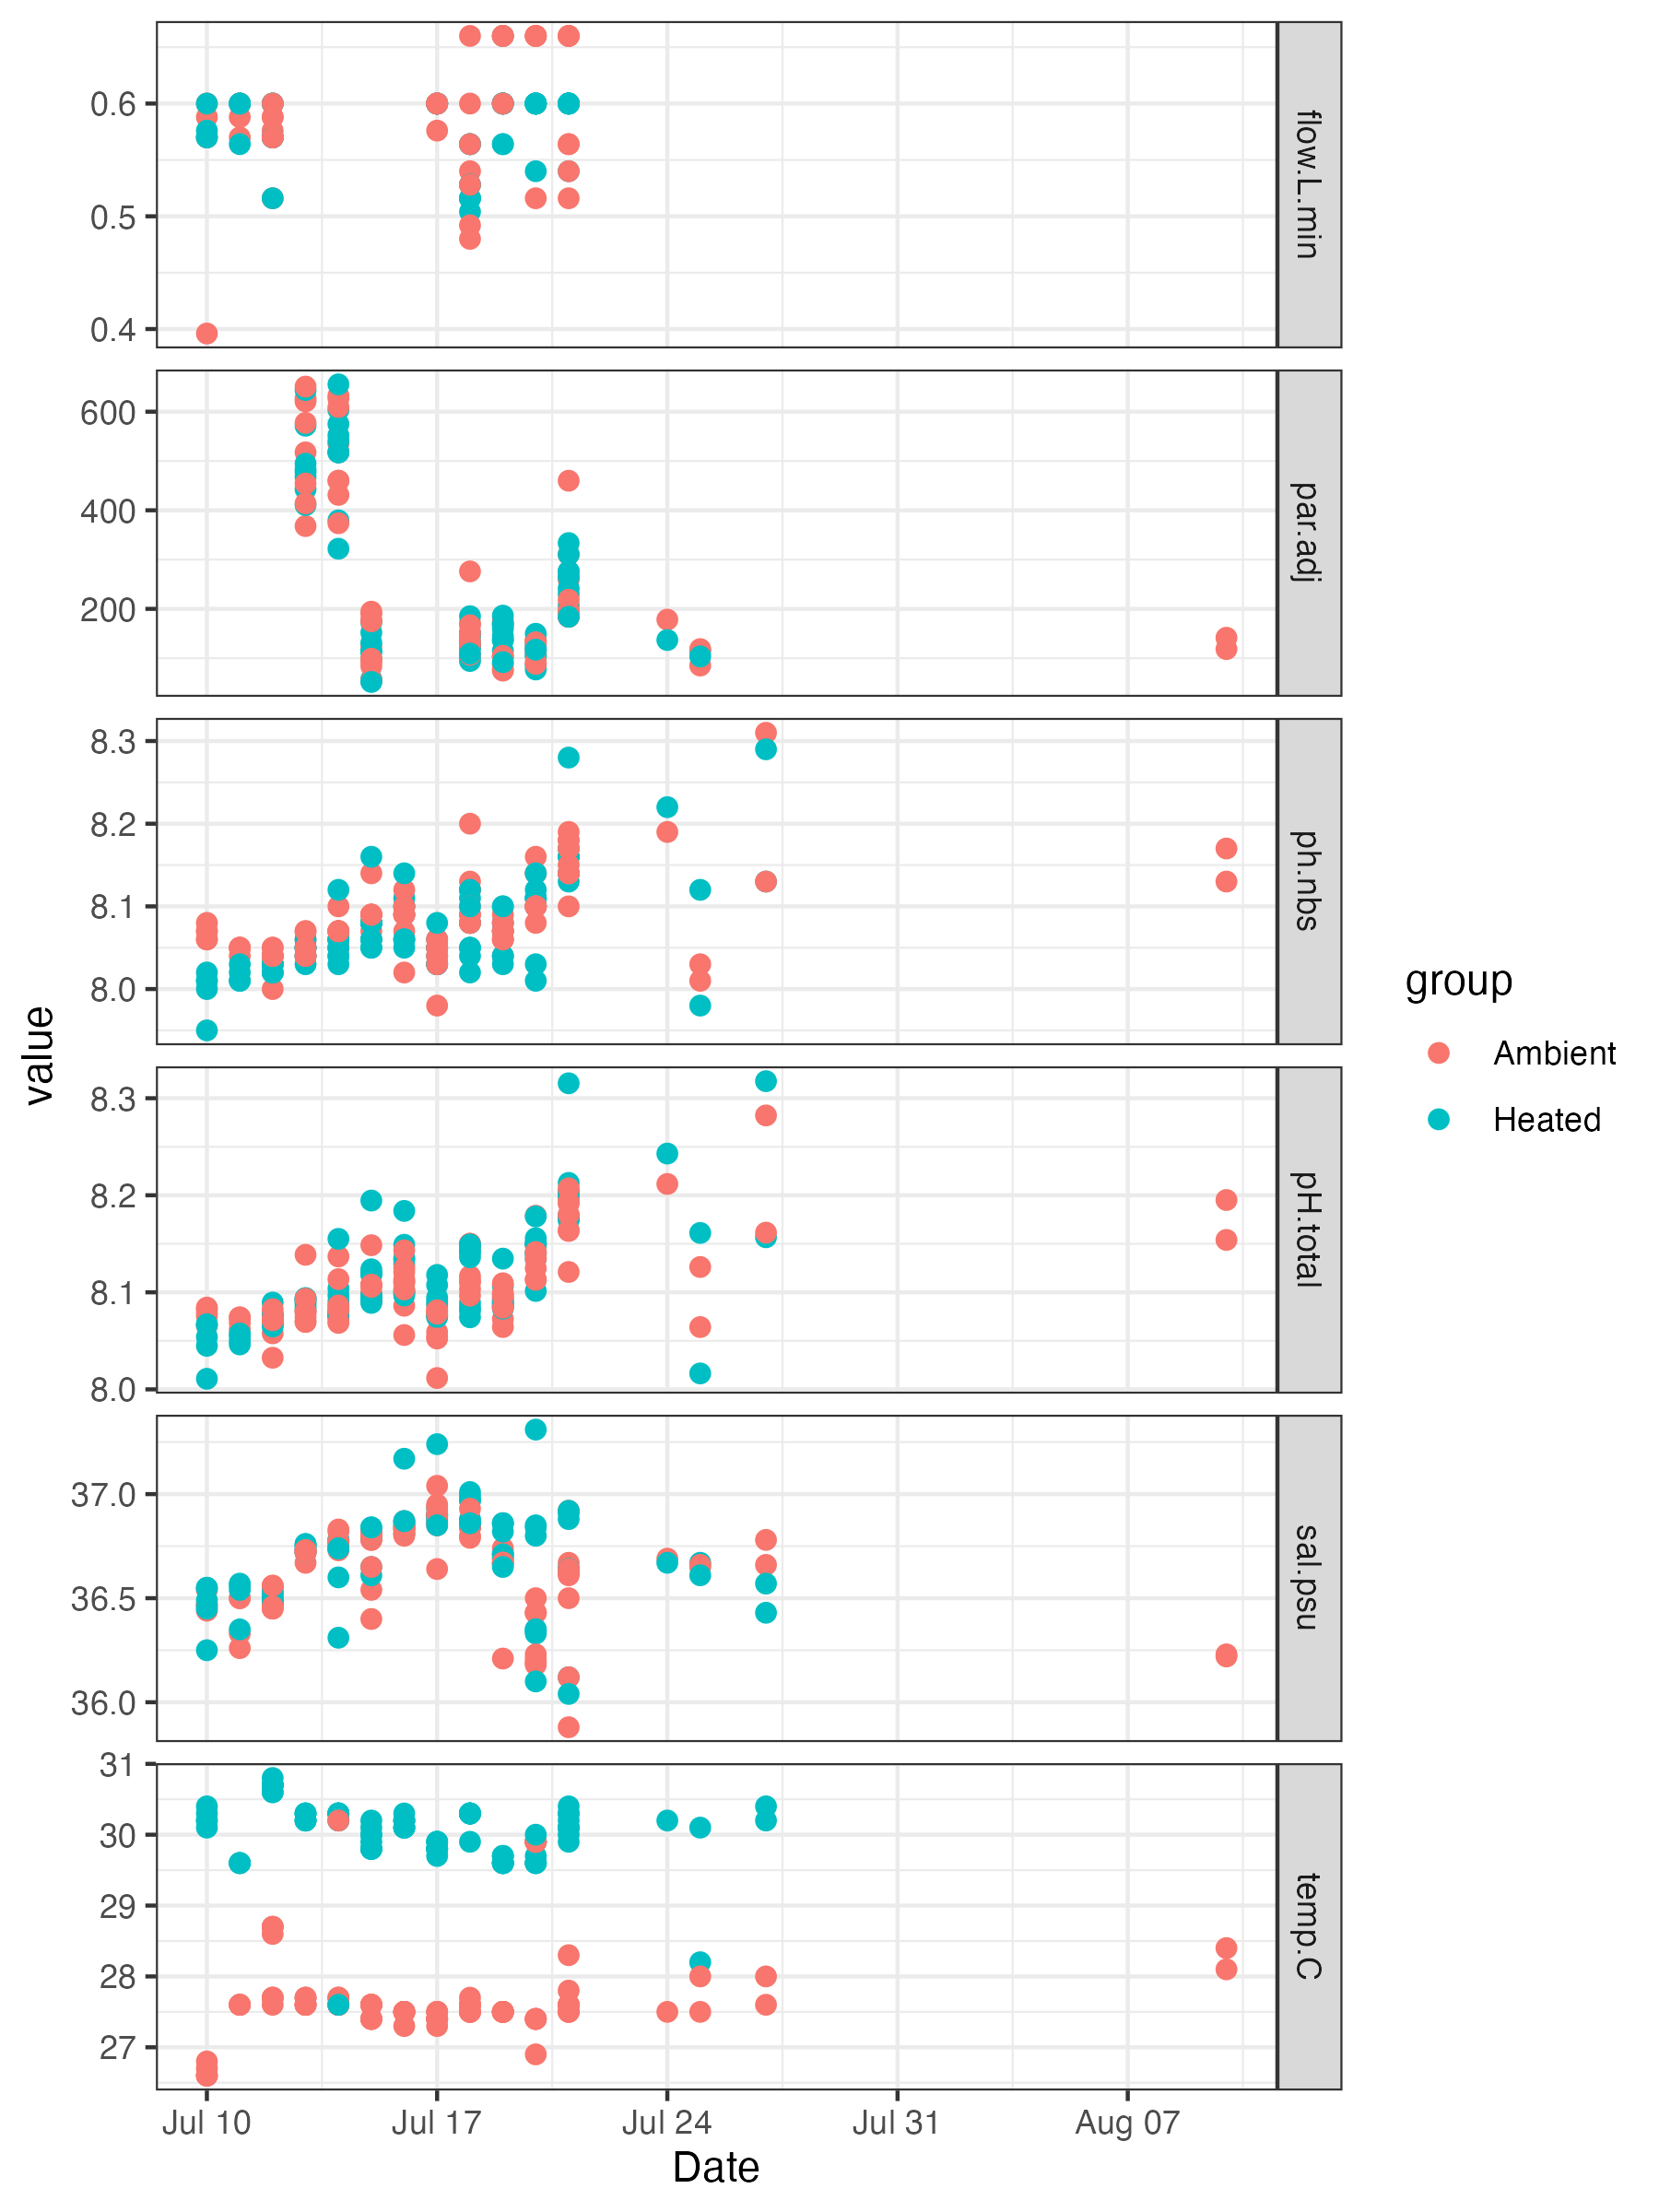 0.6
0.5
0.4
flow.L.min
600
400
200
par.adj
8.3
8.2
8.1
8.0
ph.nbs
8.3
8.2
8.1
8.0
pH.total
37.0
36.5
36.0
sal.psu
31
30
29
28
27
temp.C
Jul 10
Jul 17
Jul 24
Jul 31
Aug 07
Date
value
group
Ambient
Heated